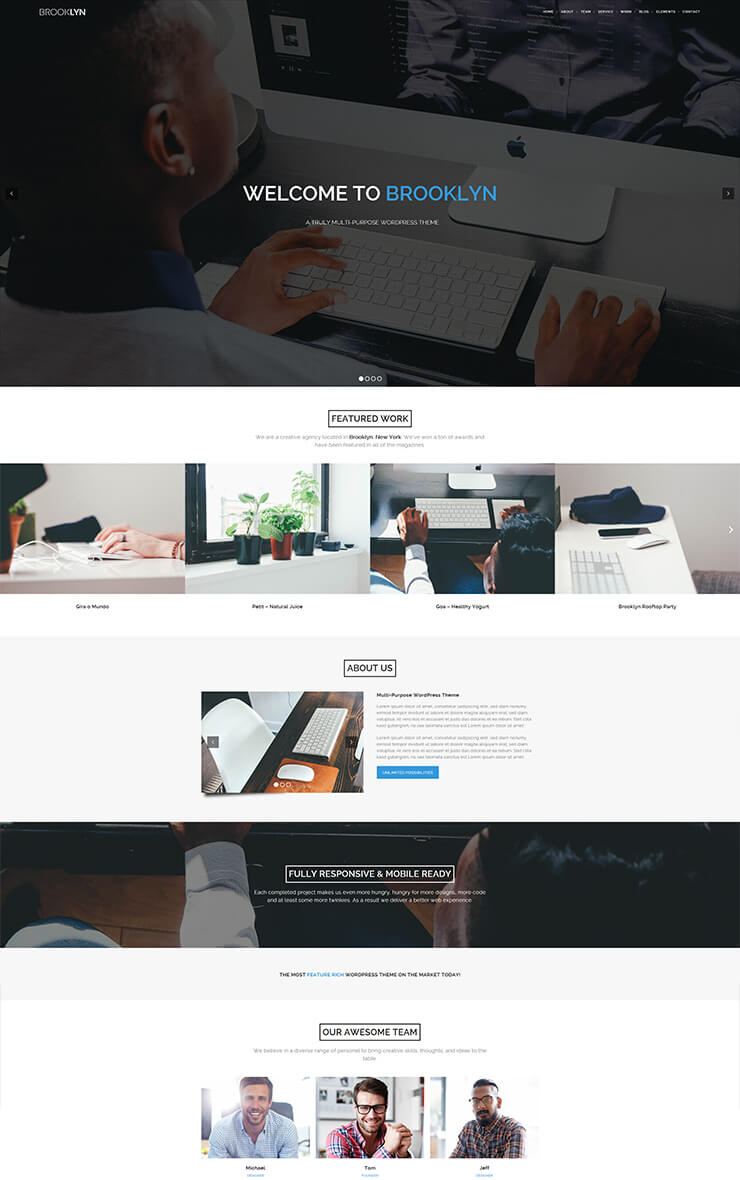 BROOKLYN
HOME ABOUT TEAM SERVICE WORK BLOG ELEMENTS CONTACT
WELCOME TO BROOKLYN
A TRULY MULTI-PURPOSE WORDPRESS THEME
FEATURED WORK
We are a creative agency located in Brooklyn, New York. We've won a ton of awards and
have been featured in all of the magazines
Gira o Mundo
Petit – Natural Juice
Goa – Healthy Yogurt
Brooklyn Rooftop Party
ABOUT US
Multi-Purpose WordPress Theme
Lorem ipsum dolor sit amet, consetetur sadipscing elitr, sed diam nonumy
eirmod tempor invidunt ut labore et dolore magna aliquyam erat, sed diam
voluptua. At vero eos et accusam et justo duo dolores et ea rebum. Stet clita
kasd gubergren, no sea takimata sanctus est Lorem ipsum dolor sit amet.
Lorem ipsum dolor sit amet, consetetur sadipscing elitr, sed diam nonumy
eirmod tempor invidunt ut labore et dolore magna aliquyam erat, sed diam
voluptua. At vero eos et accusam et justo duo dolores et ea rebum. Stet clita
kasd gubergren, no sea takimata sanctus est Lorem ipsum dolor sit amet.
UNLIMITED POSSIBILITIES
FULLY RESPONSIVE & MOBILE READY
Each completed project makes us even more hungry, hungry for more designs, more code
and at least some more twinkies. As a result we deliver a better web experience
THE MOST FEATURE RICH WORDPRESS THEME ON THE MARKET TODAY!
OUR AWESOME TEAM
We believe in a diverse range of personel to bring creative skills, thoughts, and ideas to the
table
Michael
DESIGNER
Tom
FOUNDER
Jeff
DESIGNER